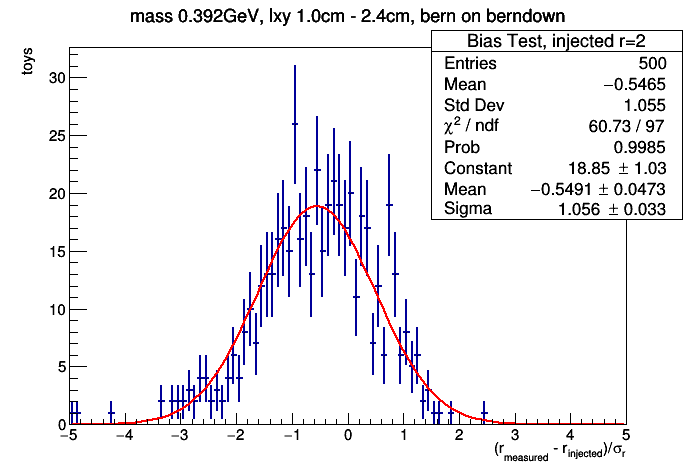 mass 0.392GeV, lxy 1.0cm - 2.4cm, bern on berndown
toys
Bias Test, injected r=2
Entries 500
Mean −0.5465
Std Dev 1.055
χ² / ndf 60.73 / 97
Prob 0.9985
Constant 18.85 ± 1.03
Mean −0.5491 ± 0.0473
Sigma 1.056 ± 0.033
30
25
20
15
10
5
0
−5 −4 −3 −2 −1 0 1 2 3 4 5
(r_measured - r_injected)/σ_r